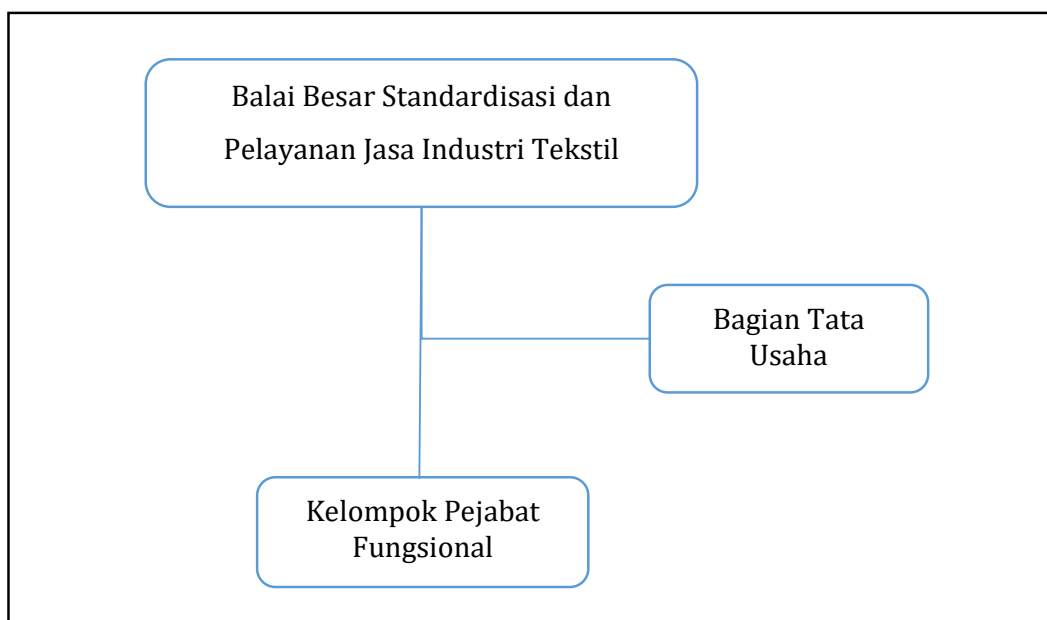 Balai Besar Standardisasi dan
Pelayanan Jasa Industri Tekstil
Bagian Tata
Usaha
Kelompok Pejabat
Fungsional